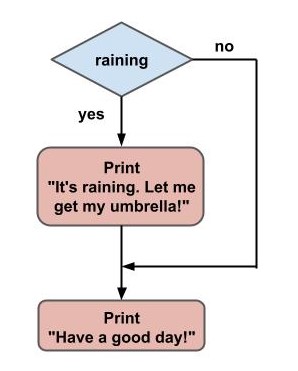 raining
no
yes
Print
"It's raining. Let me
get my umbrella!"
Print
"Have a good day!"